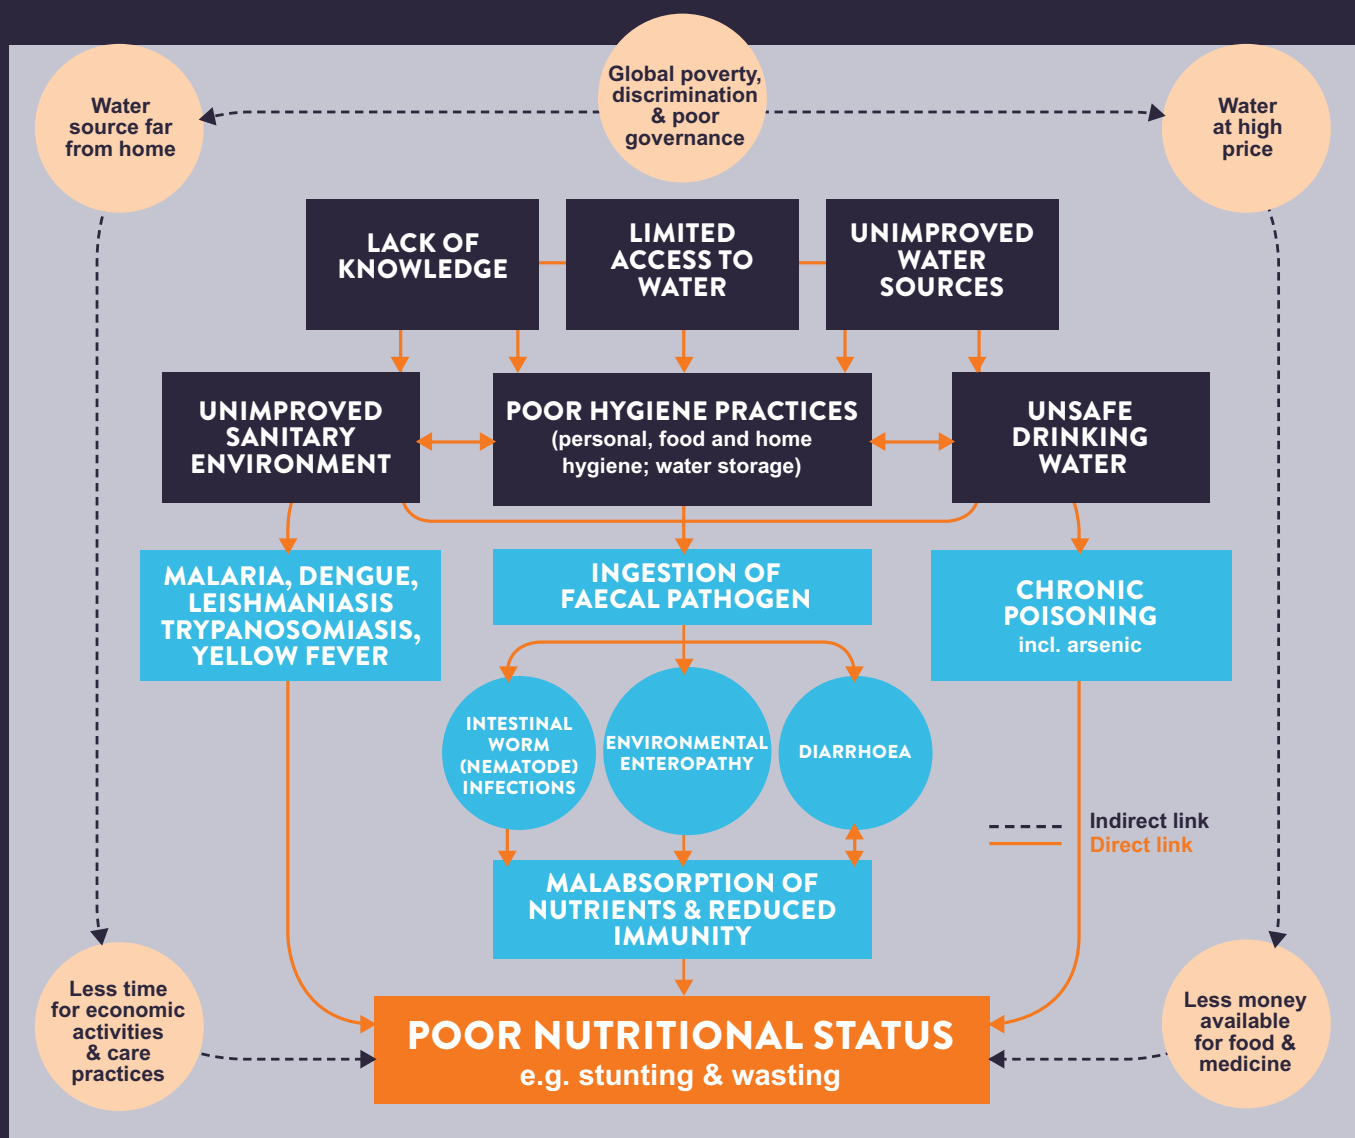 Global poverty,
discrimination
& poor
governance
Water
source far
from home
Water
at high
price
LACK OF
KNOWLEDGE
LIMITED
ACCESS TO
WATER
UNIMPROVED
WATER
SOURCES
UNIMPROVED
SANITARY
ENVIRONMENT
POOR HYGIENE PRACTICES
(personal, food and home
hygiene; water storage)
UNSAFE
DRINKING
WATER
MALARIA, DENGUE,
LEISHMANIASIS
TRYPANOSOMIASIS,
YELLOW FEVER
INGESTION OF
FAECAL PATHOGEN
CHRONIC
POISONING
incl. arsenic
INTESTINAL
WORM
(NEMATODE)
INFECTIONS
ENVIRONMENTAL
ENTEROPATHY
DIARRHOEA
Indirect link
Direct link
MALABSORPTION OF
NUTRIENTS & REDUCED
IMMUNITY
Less time
for economic
activities
& care
practices
POOR NUTRITIONAL STATUS
e.g. stunting & wasting
Less money
available
for food &
medicine